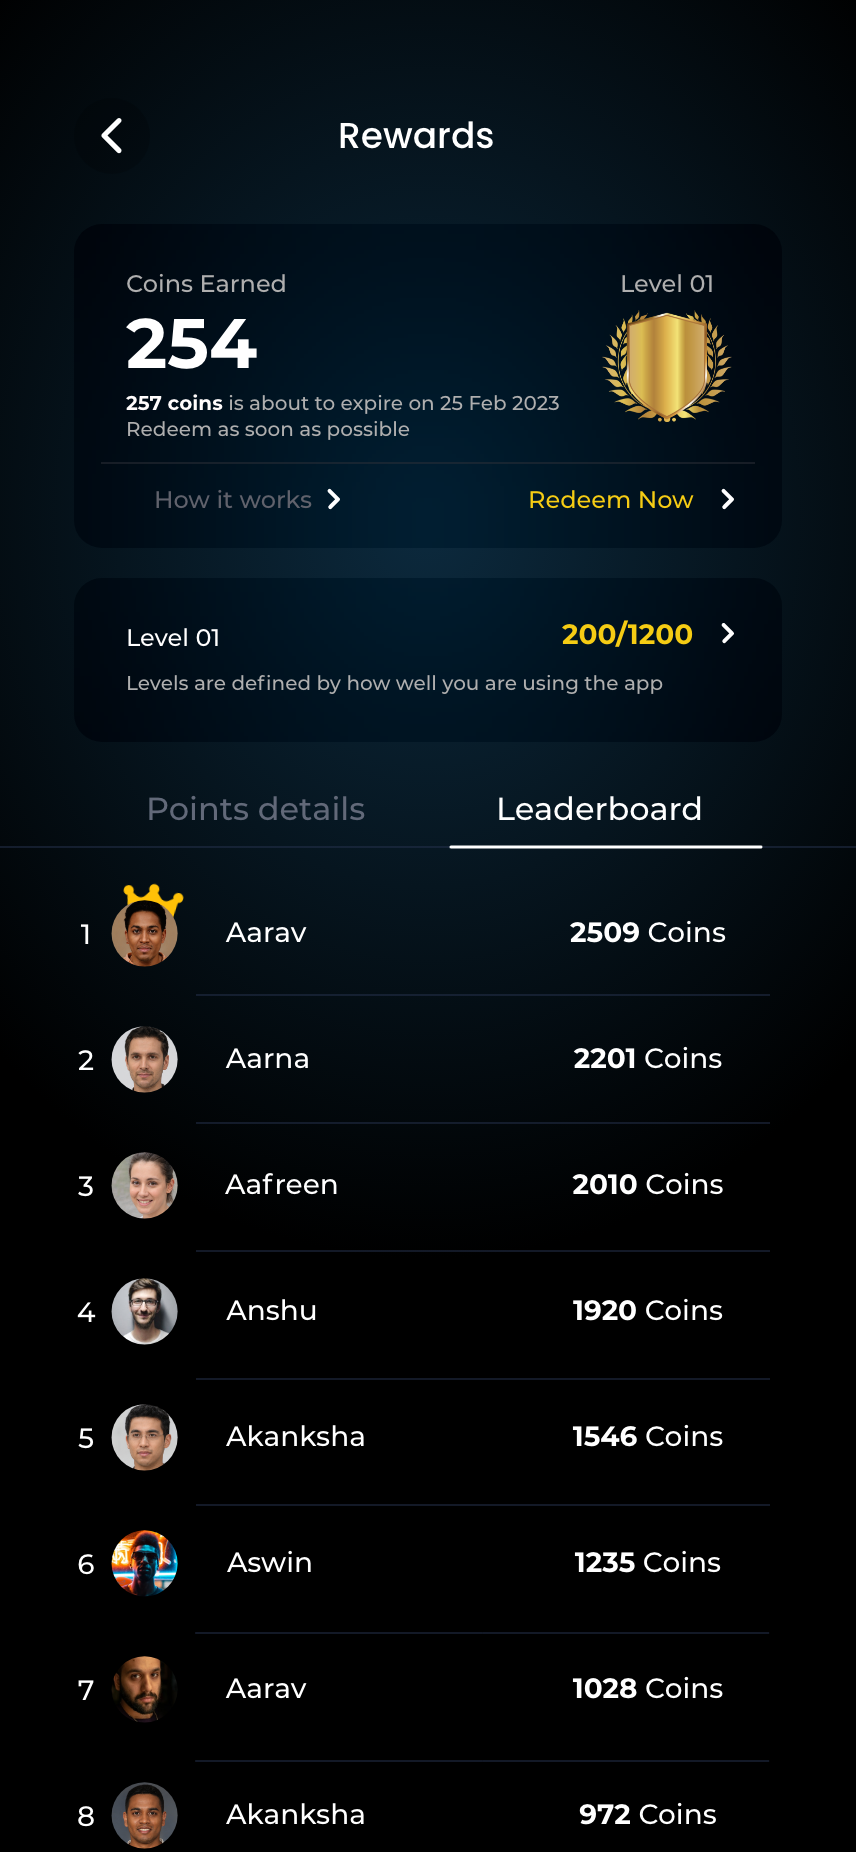 Rewards
Coins Earned
Level 01
254
257 coins is about to expire on 25 Feb 2023
Redeem as soon as possible
How it works
Redeem Now
Level 01
200/1200
Levels are defined by how well you are using the app
Points details
Leaderboard
1 Aarav 2509 Coins
2 Aarna 2201 Coins
3 Aafreen 2010 Coins
4 Anshu 1920 Coins
5 Akanksha 1546 Coins
6 Aswin 1235 Coins
7 Aarav 1028 Coins
8 Akanksha 972 Coins